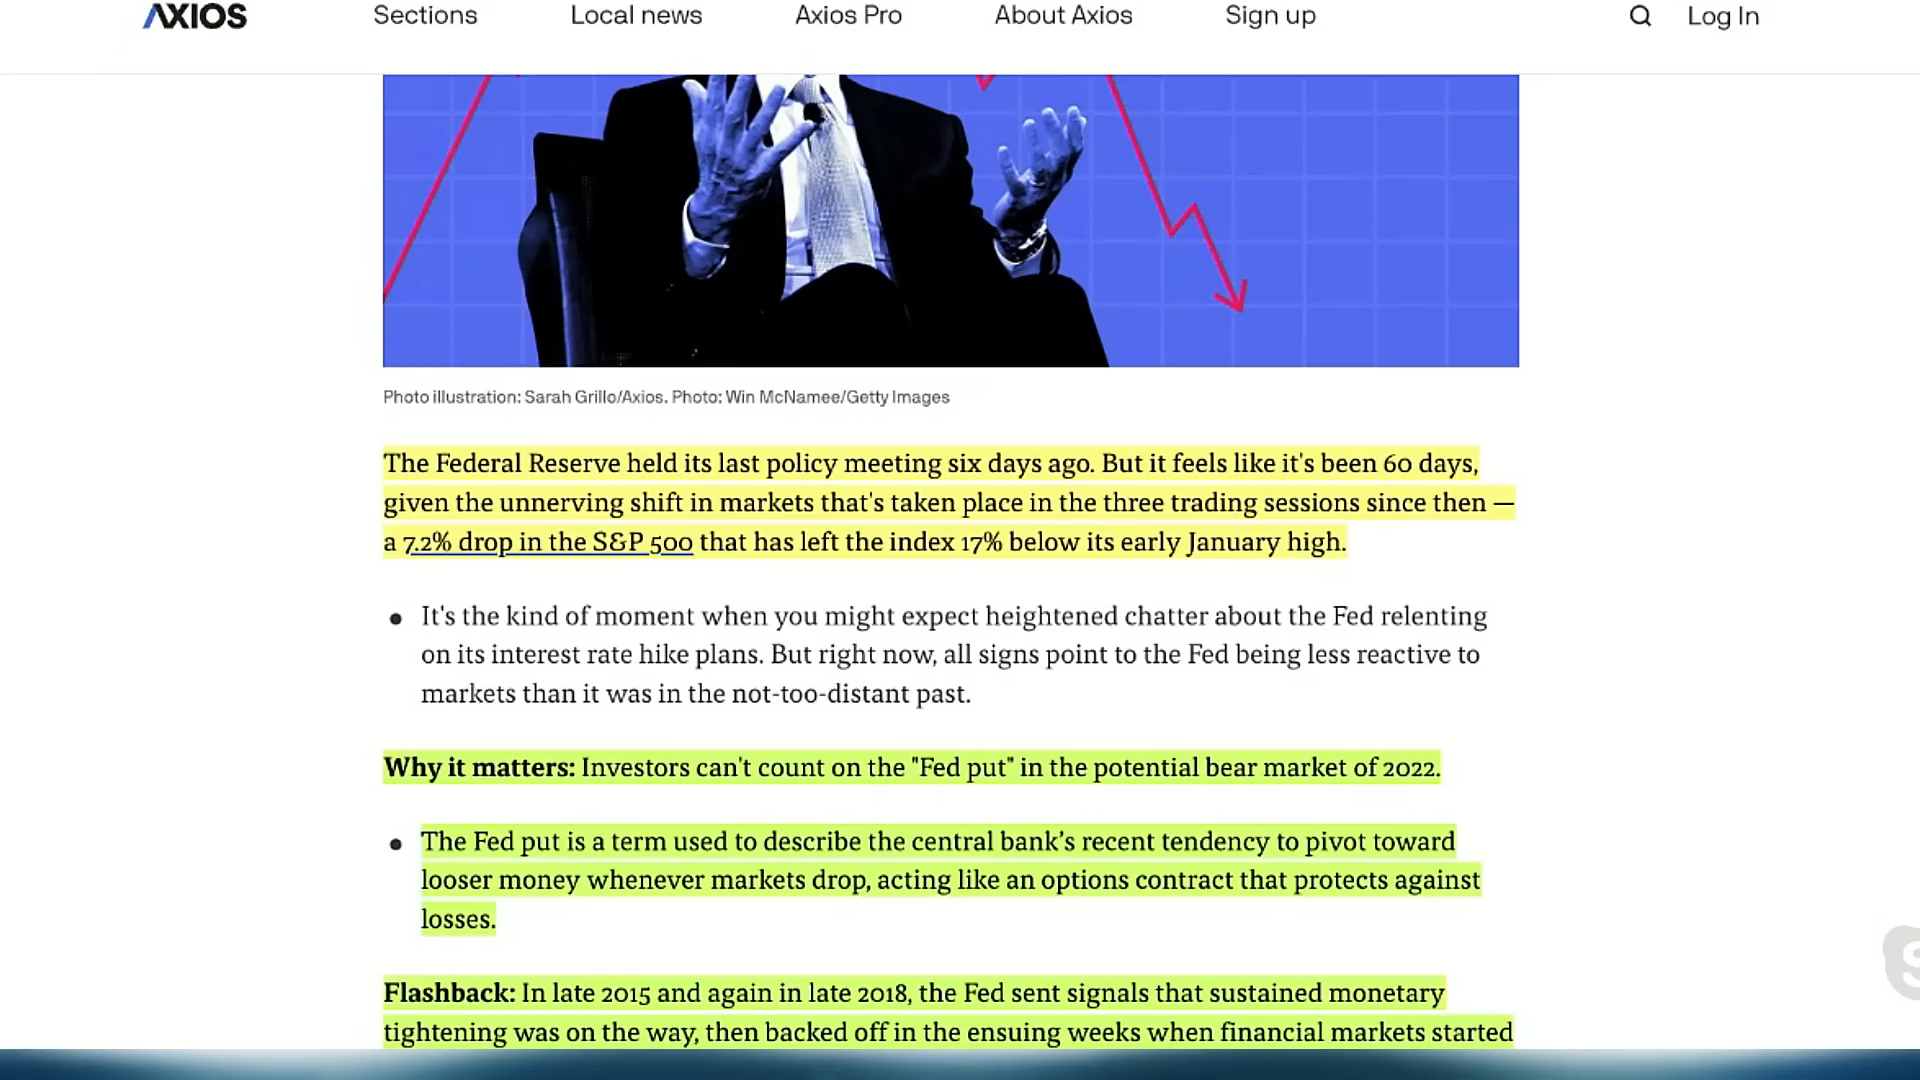 AXIOS
Sections
Local news
Axios Pro
About Axios
Sign up
Log In
Photo illustration: Sarah Grillo/Axios. Photo: Win McNamee/Getty Images
The Federal Reserve held its last policy meeting six days ago. But it feels like it's been 60 days,
given the unnerving shift in markets that's taken place in the three trading sessions since then —
a 7.2% drop in the S&P 500 that has left the index 17% below its early January high.
It's the kind of moment when you might expect heightened chatter about the Fed relenting
on its interest rate hike plans. But right now, all signs point to the Fed being less reactive to
markets than it was in the not-too-distant past.
Why it matters: Investors can't count on the "Fed put" in the potential bear market of 2022.
The Fed put is a term used to describe the central bank’s recent tendency to pivot toward
looser money whenever markets drop, acting like an options contract that protects against
losses.
Flashback: In late 2015 and again in late 2018, the Fed sent signals that sustained monetary
tightening was on the way, then backed off in the ensuing weeks when financial markets started